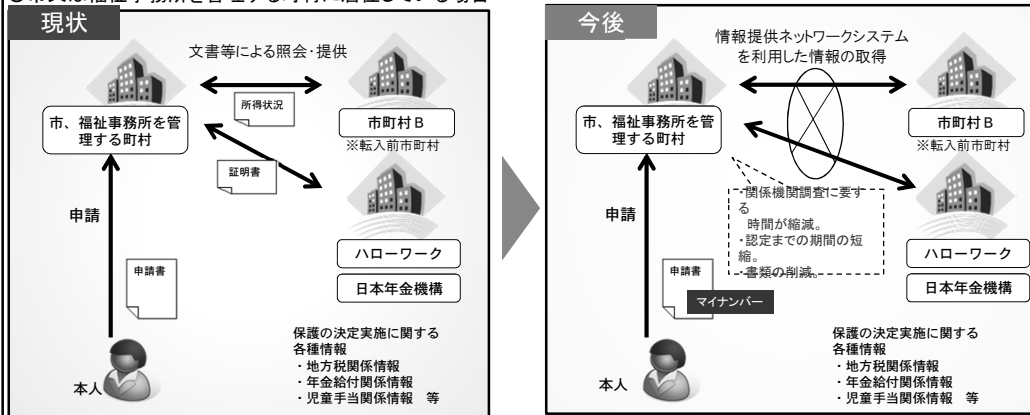 ○市又は福祉事務所を管理する町村に居住している場合
現状
文書等による照会・提供
所得状況
市、福祉事務所を管
理する町村
市町村B
※転入前市町村
証明書
申請
ハローワーク
日本年金機構
申請書
本人
保護の決定実施に関する
各種情報
・地方税関係情報
・年金給付関係情報
・児童手当関係情報　等
今後
情報提供ネットワークシステム
を利用した情報の取得
市、福祉事務所を管
理する町村
市町村B
※転入前市町村
・関係機関調査に要す
る
時間が縮減。
・認定までの期間の短
縮。
・書類の削減。
申請
ハローワーク
日本年金機構
申請書
マイナンバー
本人
保護の決定実施に関する
各種情報
・地方税関係情報
・年金給付関係情報
・児童手当関係情報　等